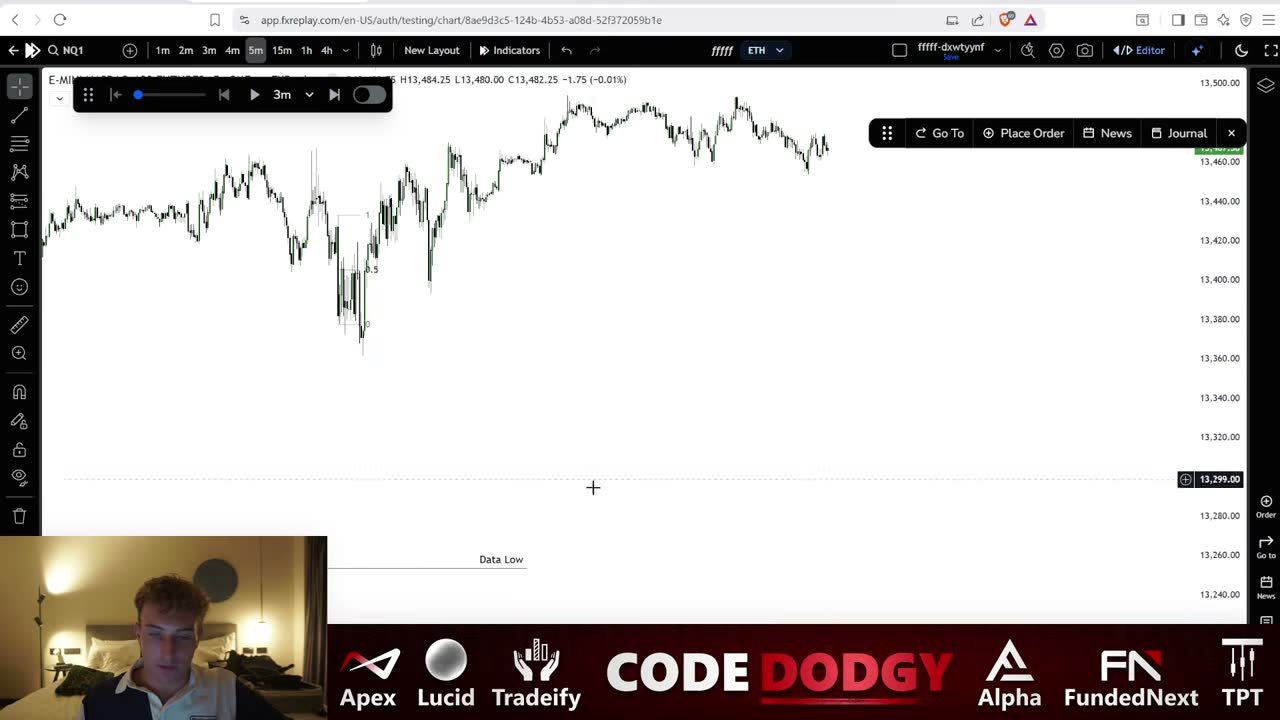 app.fxreplay.com/en-US/auth/testing/chart/8ae9d3c5-124b-4b53-a08d-52f372059b1e
NQ1 1m 2m 3m 4m 5m 15m 1h 4h New Layout Indicators fffff ETH fffff-dxwtyynf Save Editor
H13,484.25 L13,480.00 C13,482.25 −1.75 (−0.01%)
3m
Go To Place Order News Journal
13,500.00
13,460.00
13,440.00
13,420.00
13,400.00
13,380.00
13,360.00
13,340.00
13,320.00
13,299.00
13,280.00
13,260.00
13,240.00
1
0.5
0
Data Low
Order
Go to
News
Apex Lucid Tradeify CODE DODGY Alpha FN FundedNext TPT